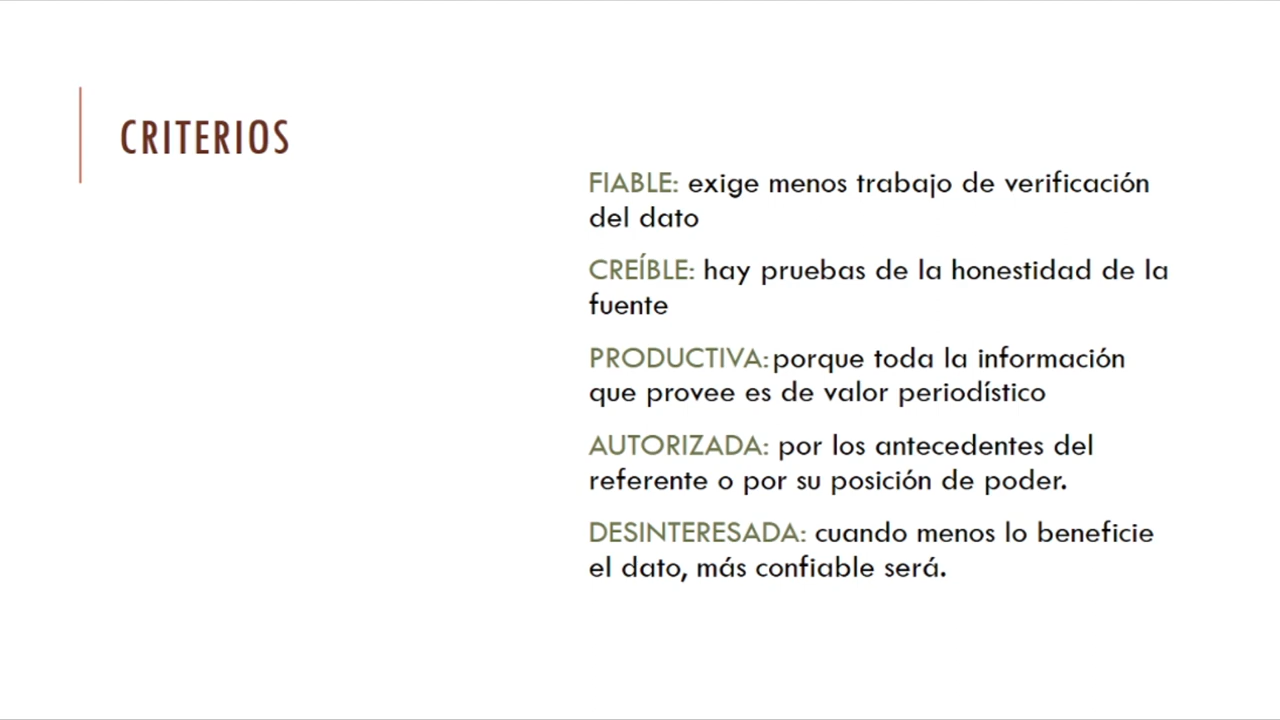 CRITERIOS
FIABLE: exige menos trabajo de verificación
del dato
CREÍBLE: hay pruebas de la honestidad de la
fuente
PRODUCTIVA: porque toda la información
que provee es de valor periodístico
AUTORIZADA: por los antecedentes del
referente o por su posición de poder.
DESINTERESADA: cuando menos lo beneficie
el dato, más confiable será.